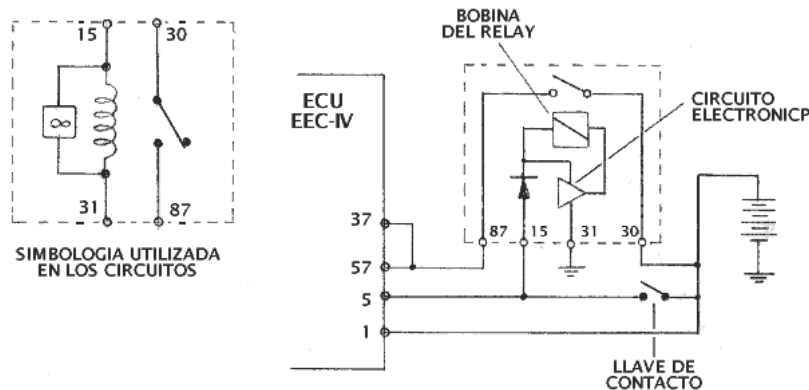 15
30
31
87
SIMBOLOGIA UTILIZADA
EN LOS CIRCUITOS
ECU
EEC-IV
37
57
5
1
BOBINA
DEL RELAY
CIRCUITO
ELECTRONICP
87
15
31
30
LLAVE DE
CONTACTO